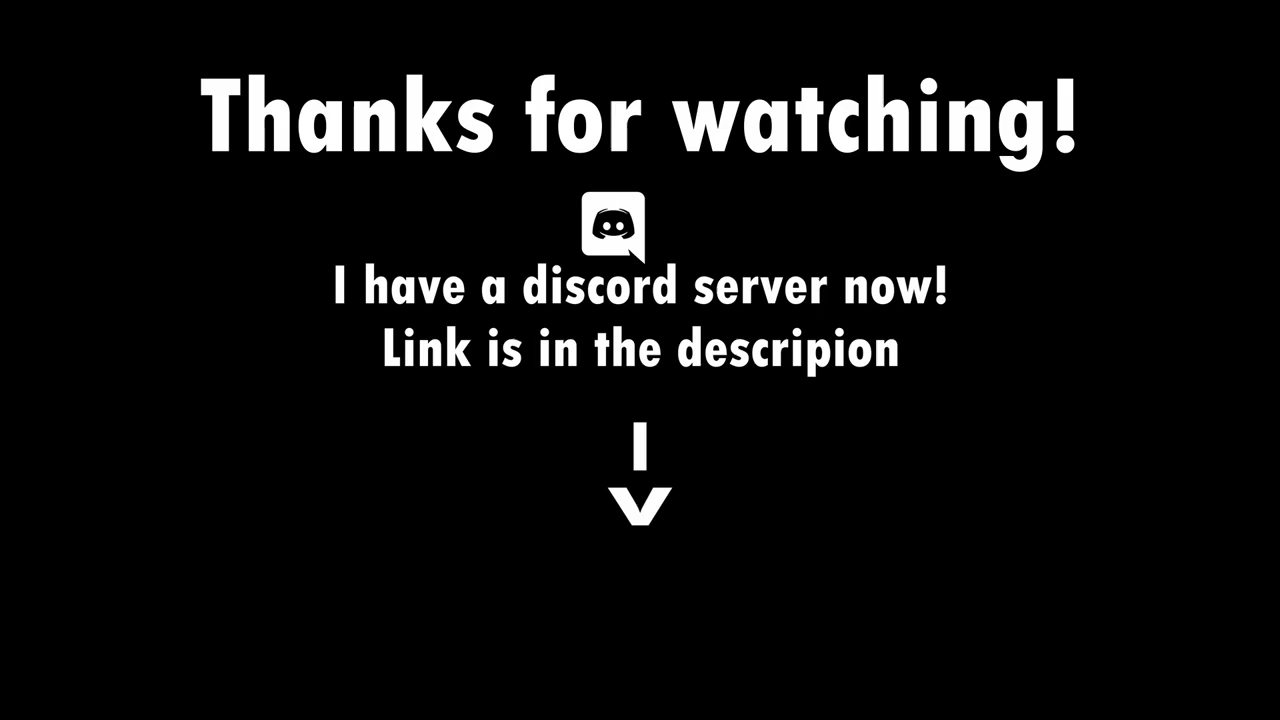 Thanks for watching!
I have a discord server now!
Link is in the descripion
I
V